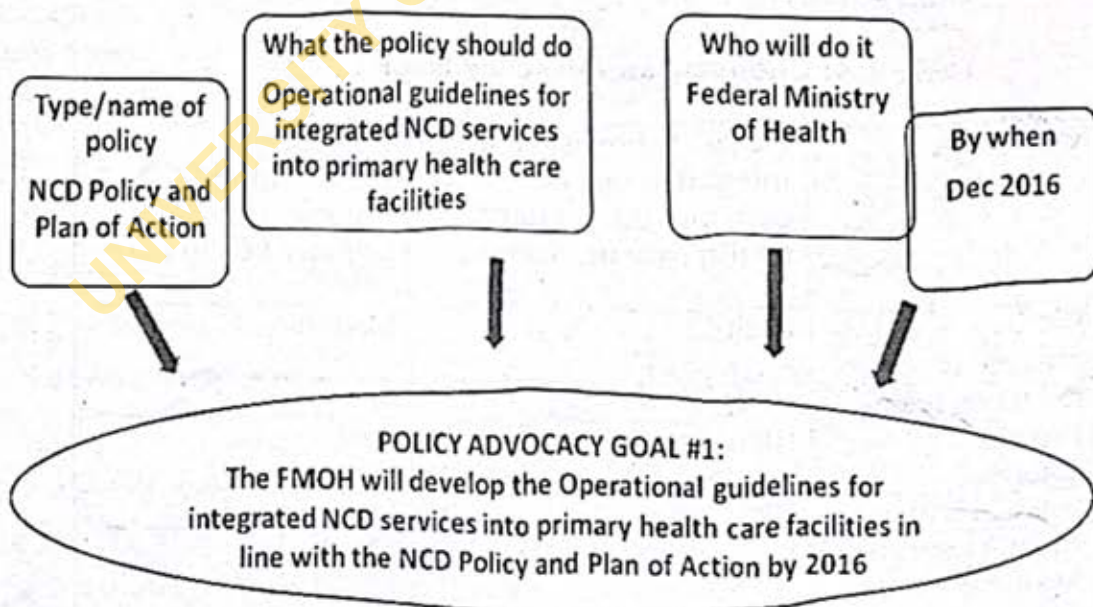 Type/name of
policy
NCD Policy and
Plan of Action
What the policy should do
Operational guidelines for
integrated NCD services
into primary health care
facilities
Who will do it
Federal Ministry
of Health
By when
Dec 2016
POLICY ADVOCACY GOAL #1:
The FMOH will develop the Operational guidelines for
integrated NCD services into primary health care facilities in
line with the NCD Policy and Plan of Action by 2016
UNIVERSITY